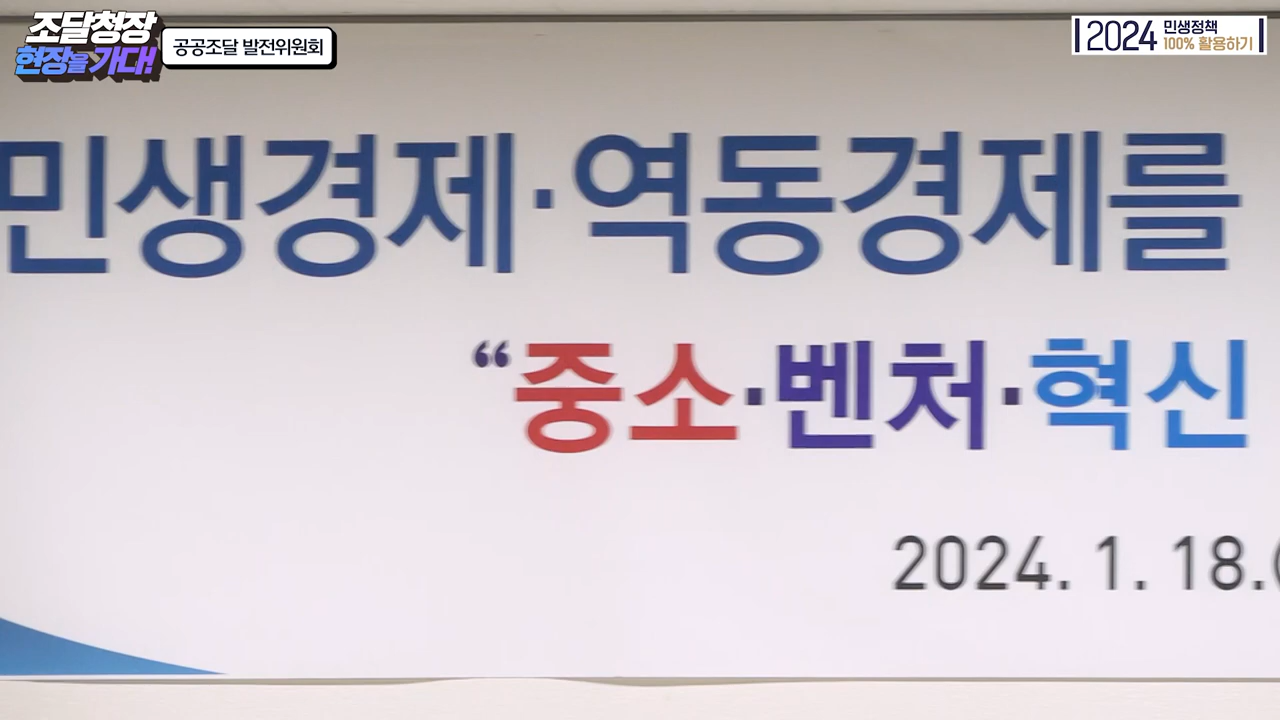 조달청장
현장을 가다!
공공조달 발전위원회
2024 민생정책
100% 활용하기
민생경제·역동경제를
“중소·벤처·혁신
2024. 1. 18.(